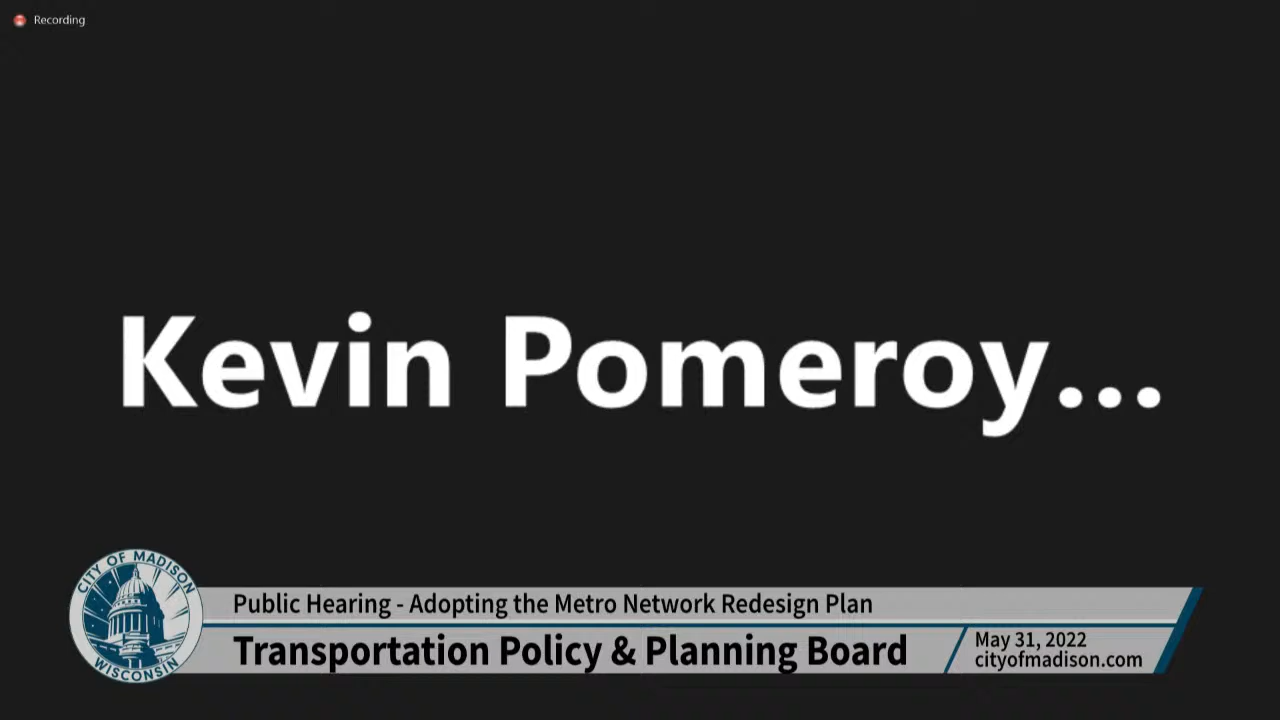 Recording
Kevin Pomeroy...
CITY OF MADISON
WISCONSIN
Public Hearing - Adopting the Metro Network Redesign Plan
Transportation Policy & Planning Board
May 31, 2022
cityofmadison.com